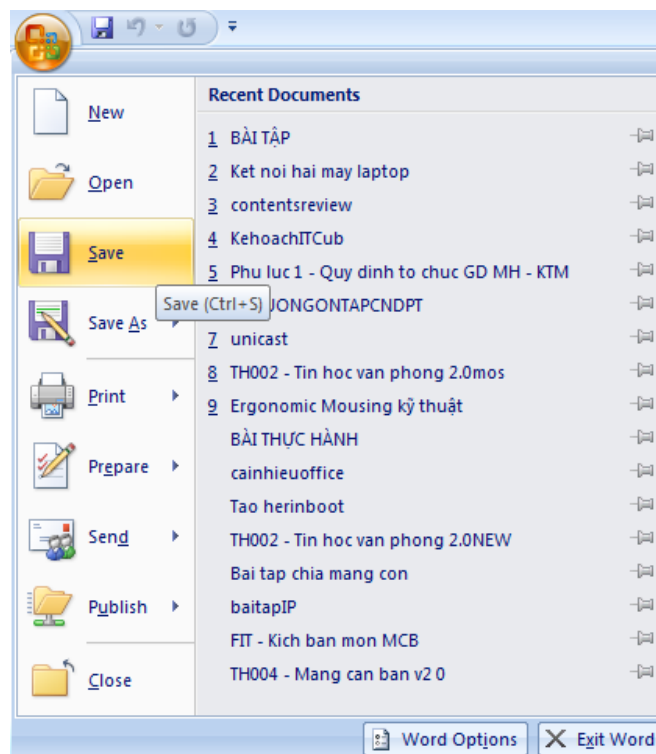 New
Open
Save
Save As
Print
Prepare
Send
Publish
Close
Save (Ctrl+S)
Recent Documents
1 BÀI TẬP
2 Ket noi hai may laptop
3 contentsreview
4 KehoachITCub
5 Phu luc 1 - Quy dinh to chuc GD MH - KTM
7 unicast
8 TH002 - Tin hoc van phong 2.0mos
9 Ergonomic Mousing kỹ thuật
BÀI THỰC HÀNH
cainhieuoffice
Tao herinboot
TH002 - Tin hoc van phong 2.0NEW
Bai tap chia mang con
baitapIP
FIT - Kich ban mon MCB
TH004 - Mang can ban v2 0
Word Options
Exit Word